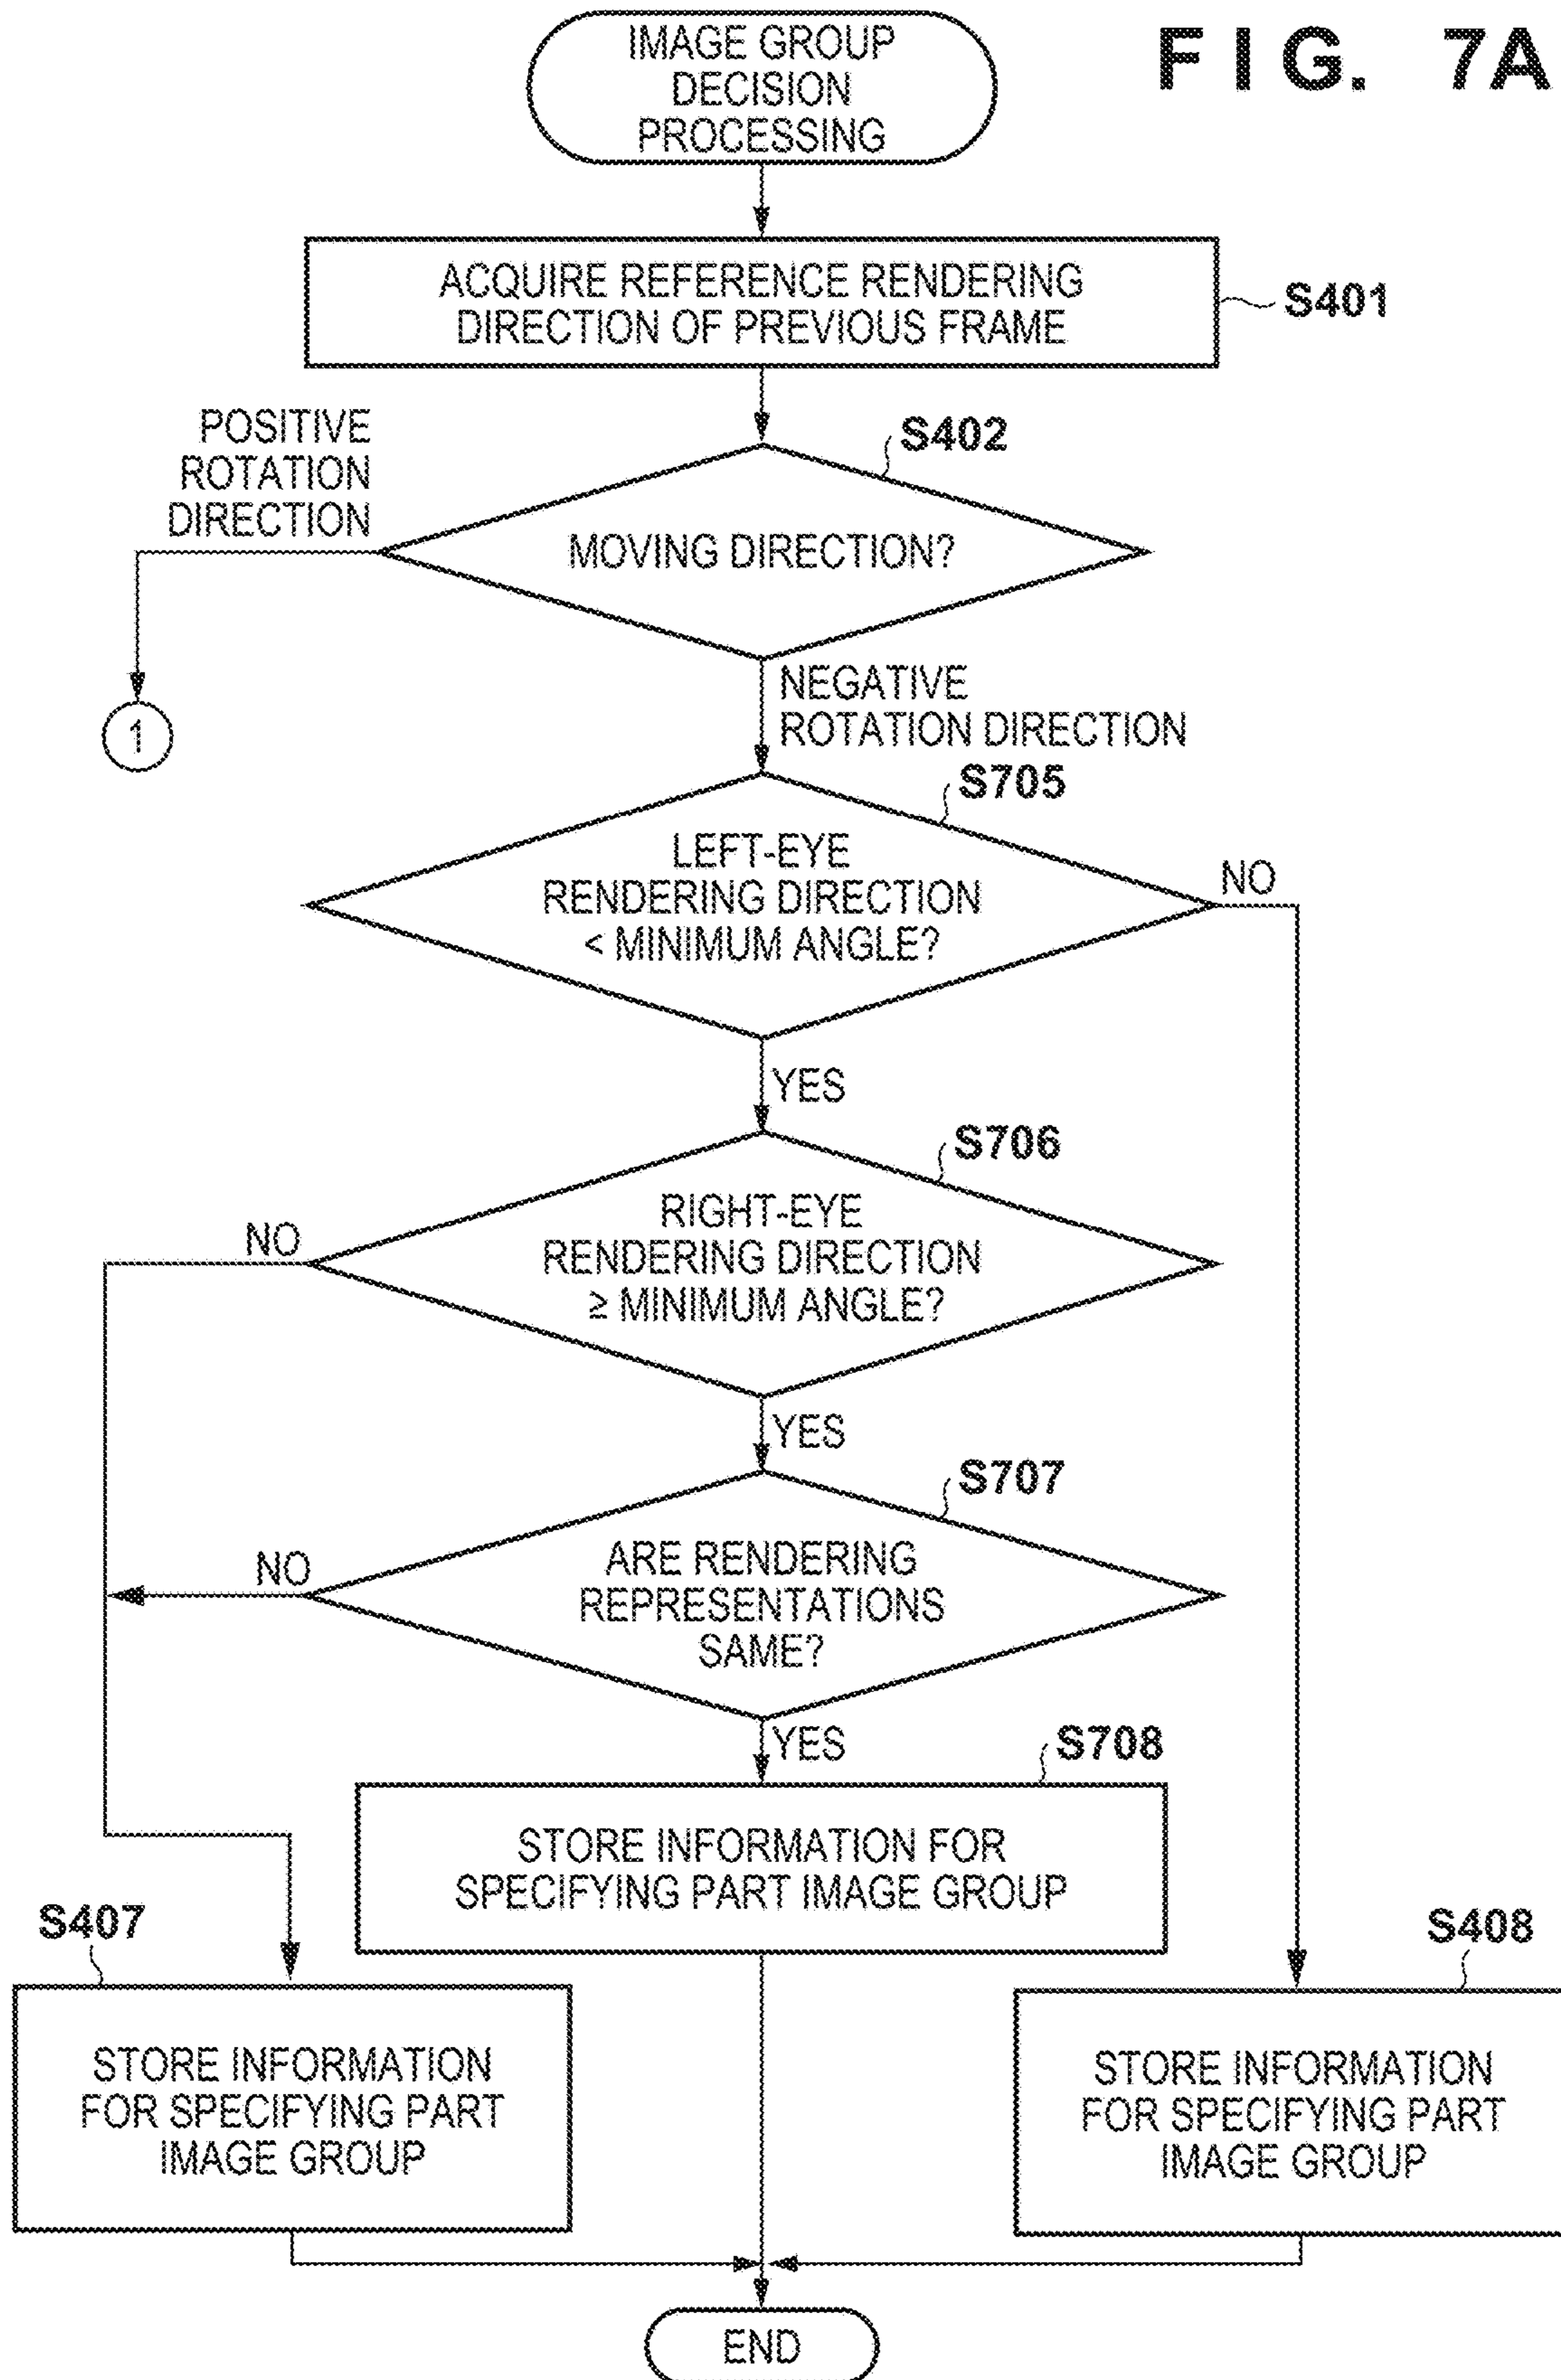 FIG. 7A
IMAGE GROUP
DECISION
PROCESSING
ACQUIRE REFERENCE RENDERING
DIRECTION OF PREVIOUS FRAME
S401
POSITIVE
ROTATION
DIRECTION
S402
MOVING DIRECTION?
1
NEGATIVE
ROTATION DIRECTION
S705
LEFT-EYE
RENDERING DIRECTION
< MINIMUM ANGLE?
NO
YES
S706
RIGHT-EYE
RENDERING DIRECTION
≥ MINIMUM ANGLE?
NO
YES
S707
ARE RENDERING
REPRESENTATIONS
SAME?
NO
YES
S708
STORE INFORMATION FOR
SPECIFYING PART IMAGE GROUP
S407
STORE INFORMATION
FOR SPECIFYING PART
IMAGE GROUP
S408
STORE INFORMATION
FOR SPECIFYING PART
IMAGE GROUP
END